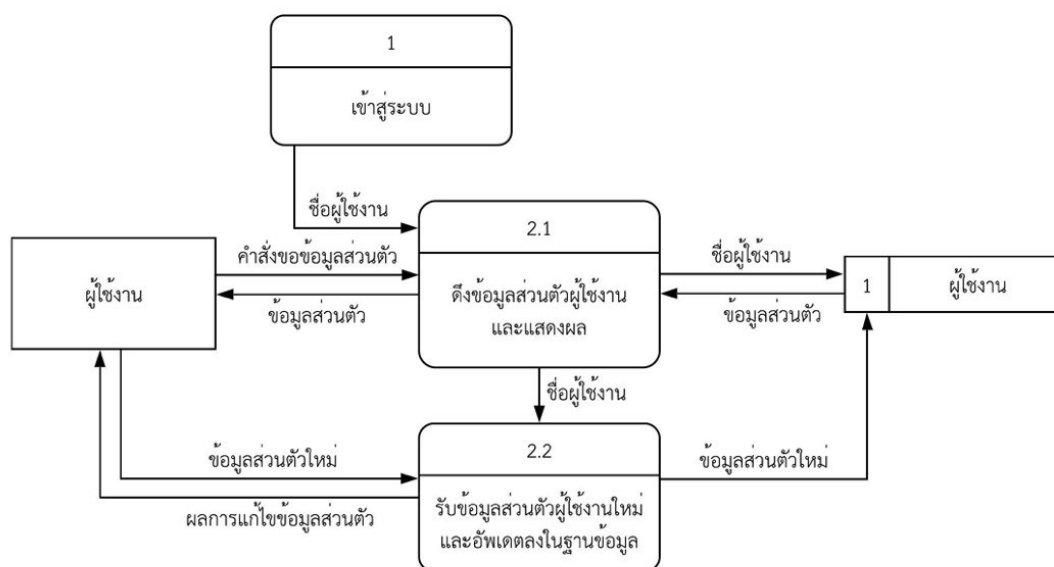 1
เข้าสู่ระบบ
ชื่อผู้ใช้งาน
2.1
ดึงข้อมูลส่วนตัวผู้ใช้งาน
และแสดงผล
ผู้ใช้งาน
คำสั่งขอข้อมูลส่วนตัว
ข้อมูลส่วนตัว
ชื่อผู้ใช้งาน
ข้อมูลส่วนตัว
1
ผู้ใช้งาน
ชื่อผู้ใช้งาน
2.2
รับข้อมูลส่วนตัวผู้ใช้งานใหม่
และอัพเดตลงในฐานข้อมูล
ข้อมูลส่วนตัวใหม่
ผลการแก้ไขข้อมูลส่วนตัว
ข้อมูลส่วนตัวใหม่